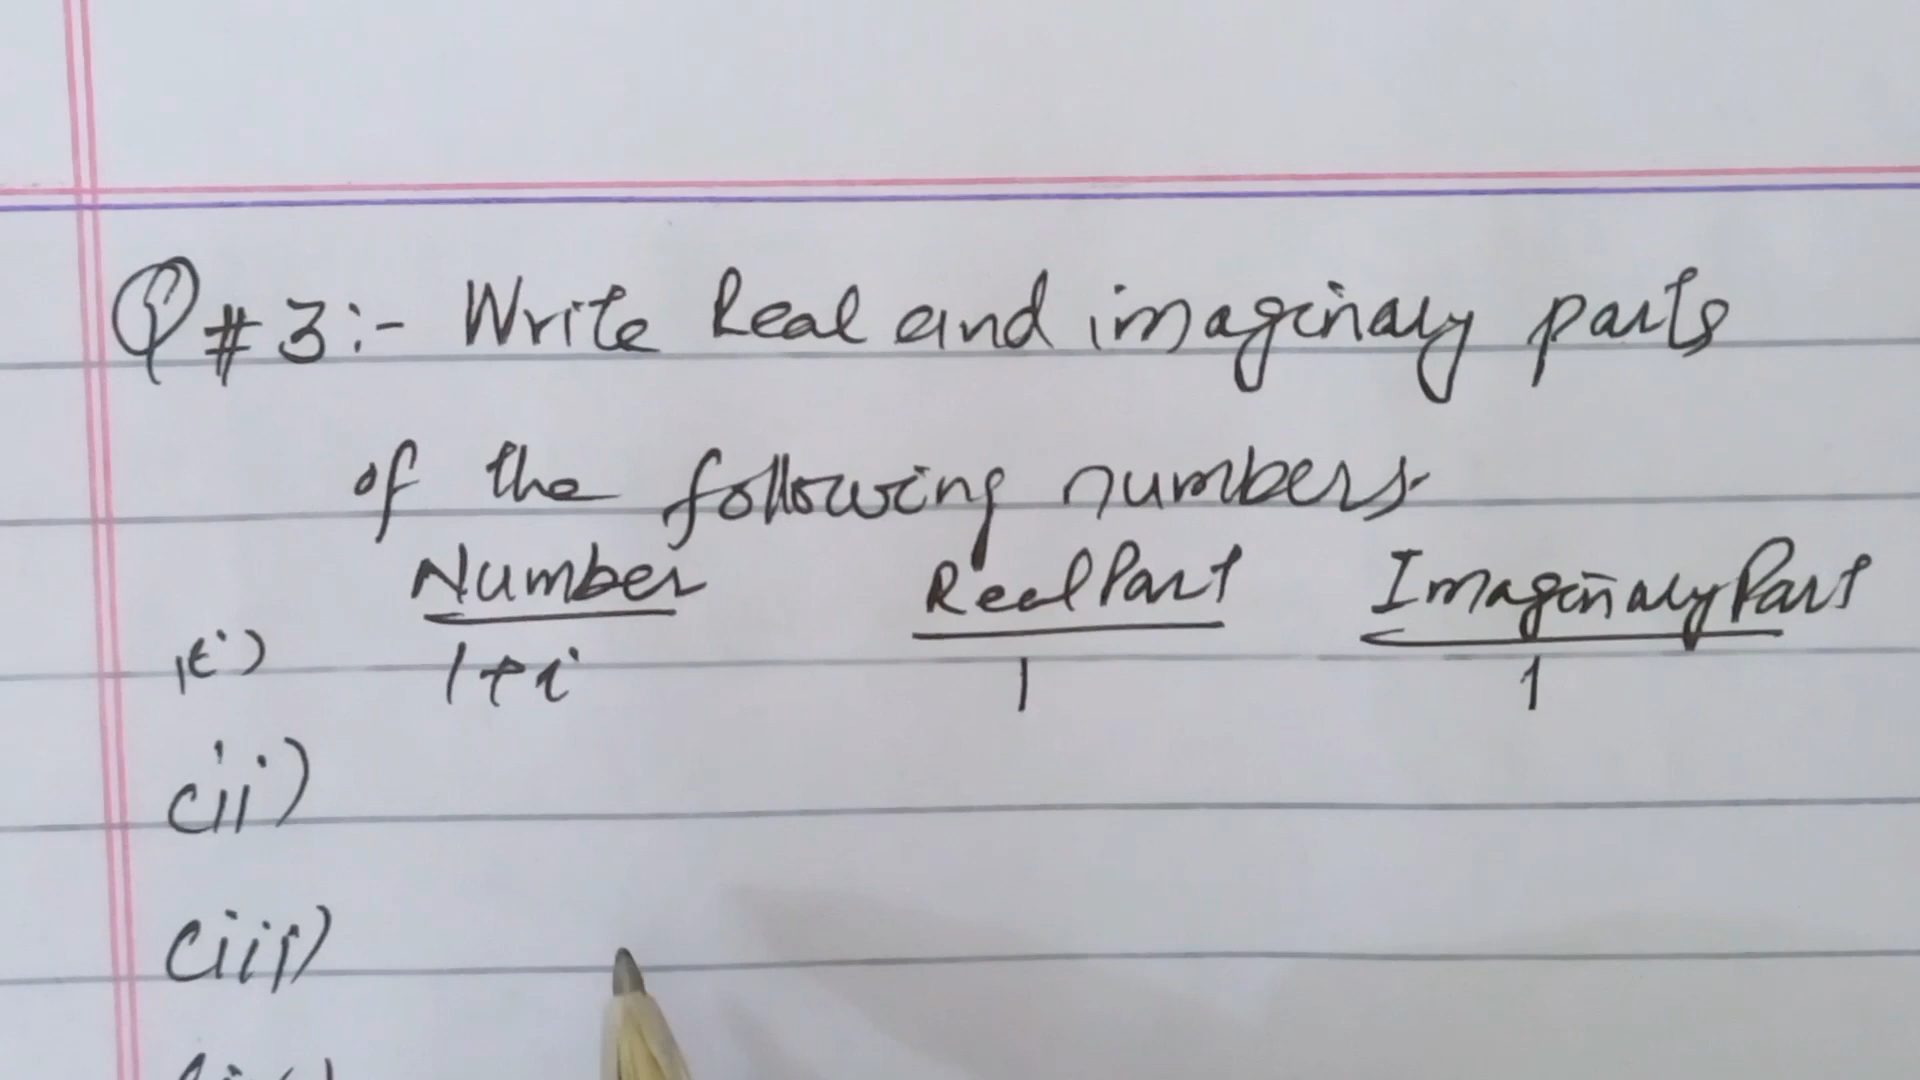 Q#3:- Write Real and imaginary parts
of the following numbers.
Number Real Part Imaginary Part
(i) 1+i 1 1
(ii)
(iii)